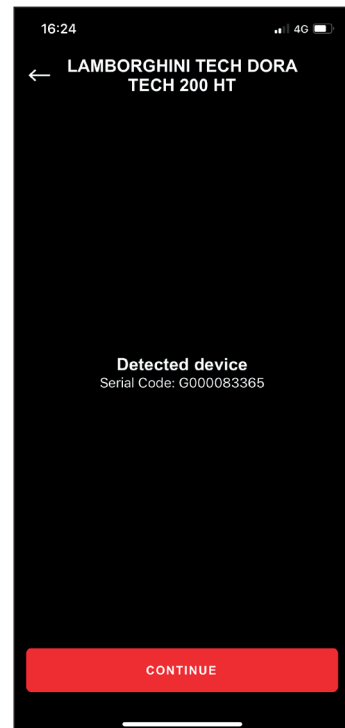 16:24
4G
LAMBORGHINI TECH DORA
TECH 200 HT
Detected device
Serial Code: G000083365
CONTINUE